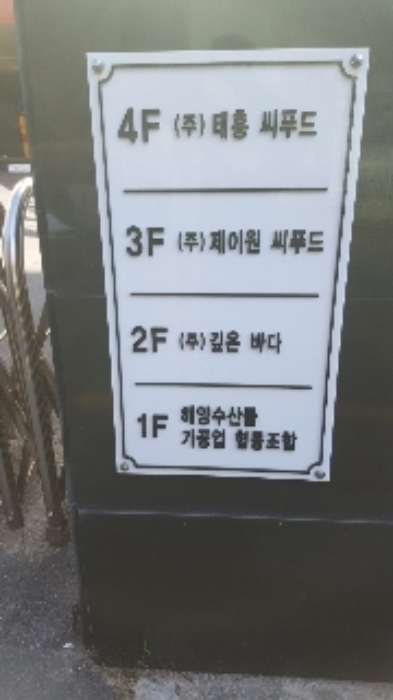 4F (주) 태흥 씨푸드
3F (주) 제이원 씨푸드
2F (주) 깊은 바다
1F 해양수산물
가공업 협동조합